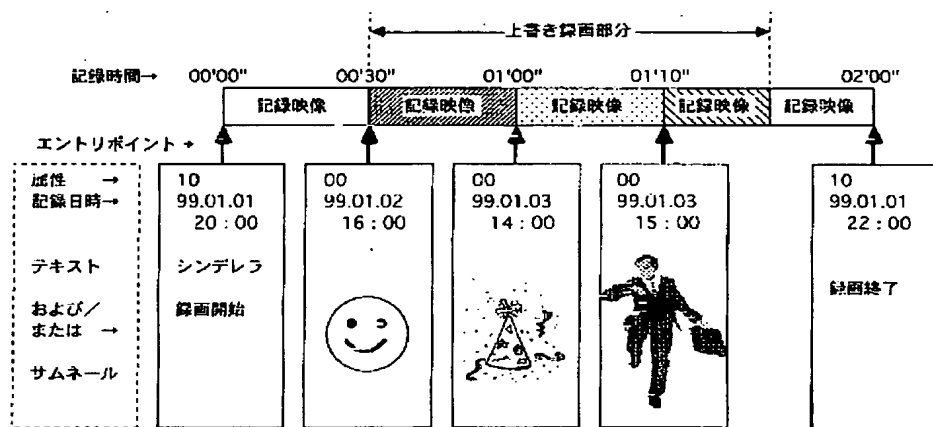 上書き録画部分
記録時間→ 00'00" 00'30" 01'00" 01'10" 02'00"
記録映像 記録映像 記録映像 記録映像 記録映像
エントリポイント→
属性 → 10 00 00 00 10
記録日時→ 99.01.01 99.01.02 99.01.03 99.01.03 99.01.01
20:00 16:00 14:00 15:00 22:00
テキスト シンデレラ
録画終了
および/ 録画開始
または →
サムネール